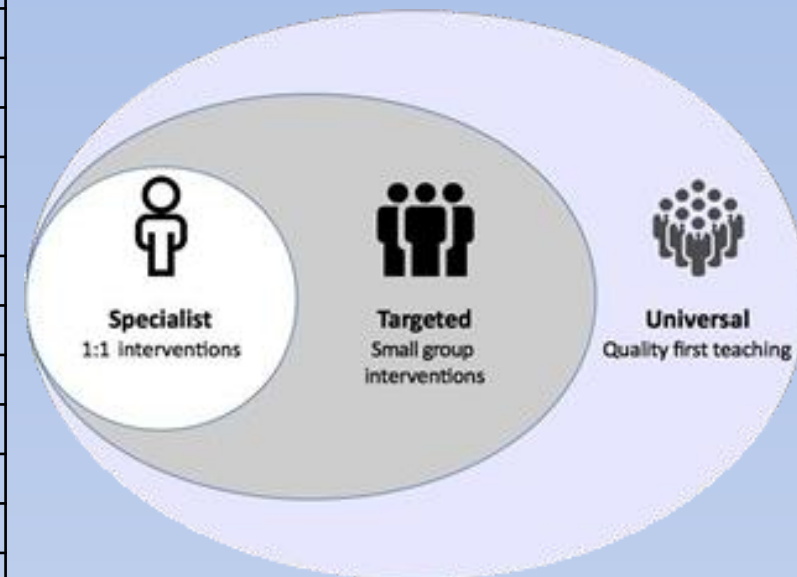 Specialist
1:1 interventions
Targeted
Small group
interventions
Universal
Quality first teaching